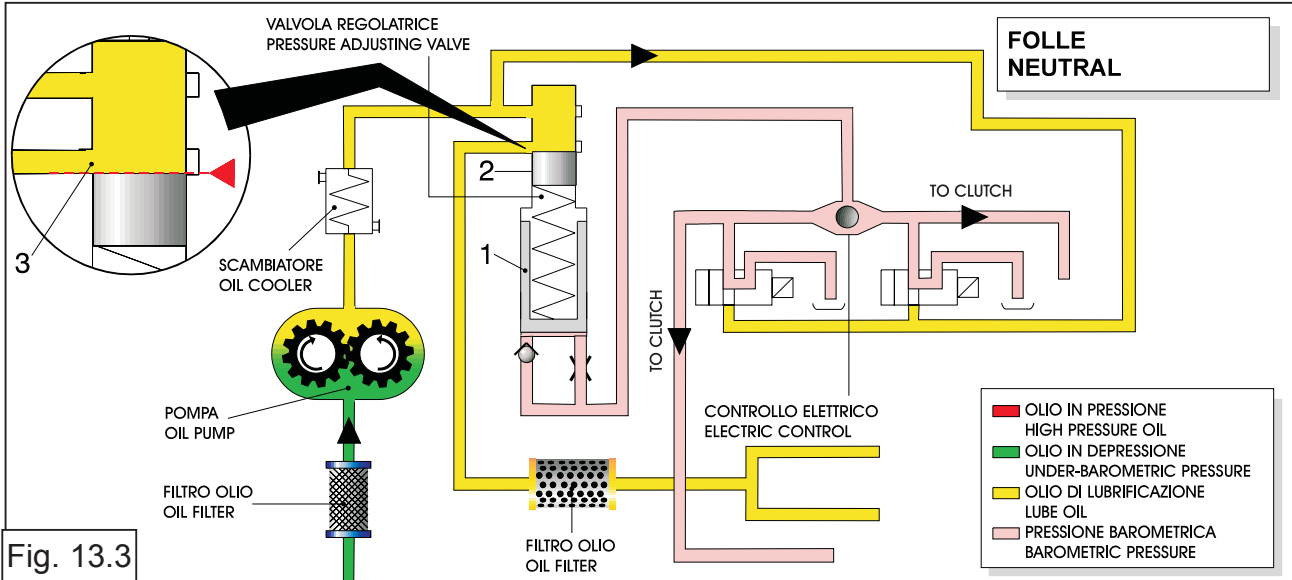 VALVOLA REGOLATRICE
PRESSURE ADJUSTING VALVE
FOLLE
NEUTRAL
3
2
1
SCAMBIATORE
OIL COOLER
TO CLUTCH
TO CLUTCH
POMPA
OIL PUMP
CONTROLLO ELETTRICO
ELECTRIC CONTROL
FILTRO OLIO
OIL FILTER
FILTRO OLIO
OIL FILTER
OLIO IN PRESSIONE
HIGH PRESSURE OIL
OLIO IN DEPRESSIONE
UNDER-BAROMETRIC PRESSURE
OLIO DI LUBRIFICAZIONE
LUBE OIL
PRESSIONE BAROMETRICA
BAROMETRIC PRESSURE
Fig. 13.3